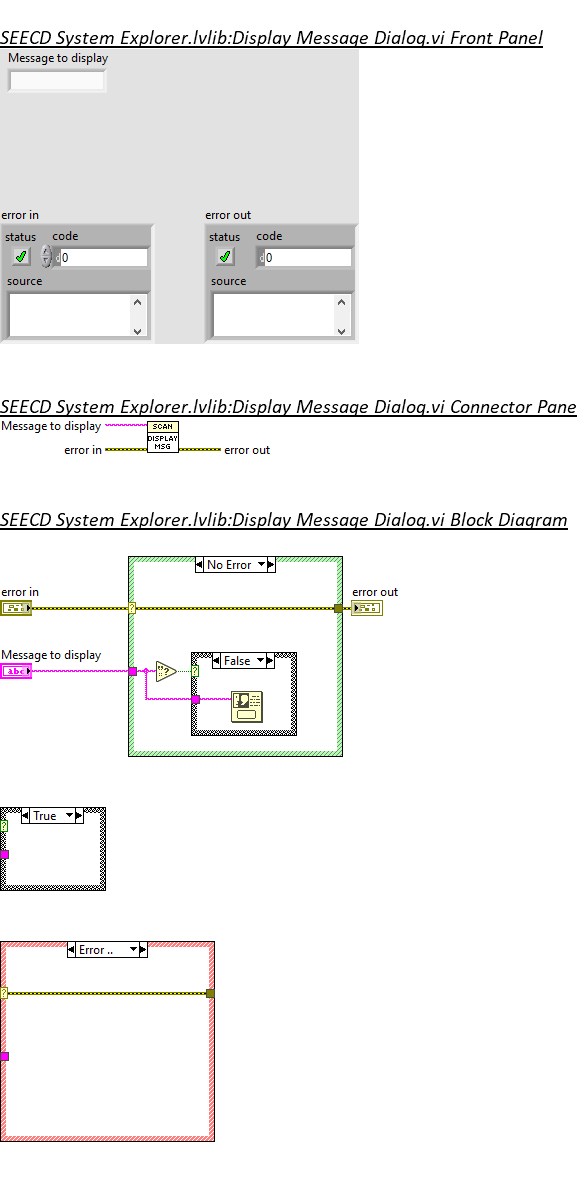 SEECD System Explorer.lvlib:Display Message Dialog.vi Front Panel
Message to display
error in
error out
status code
0
source
status code
0
source
SEECD System Explorer.lvlib:Display Message Dialog.vi Connector Pane
Message to display
SCAN
DISPLAY
MSG
error in
error out
SEECD System Explorer.lvlib:Display Message Dialog.vi Block Diagram
No Error
error in
error out
?
Message to display
abc
False
?
?
True
?
Error ..
?